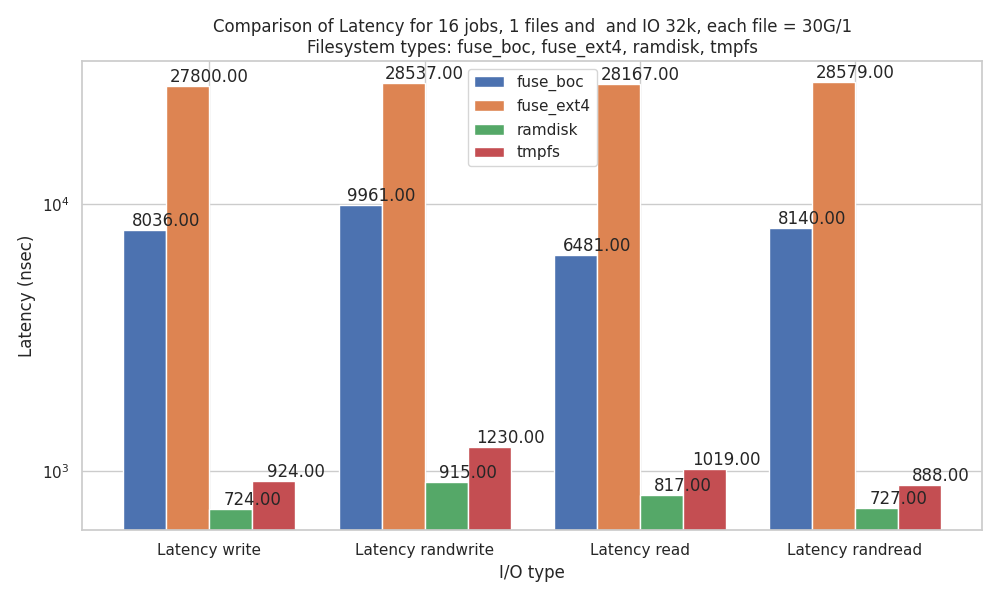 Comparison of Latency for 16 jobs, 1 files and  and IO 32k, each file = 30G/1
Filesystem types: fuse_boc, fuse_ext4, ramdisk, tmpfs
fuse_boc
fuse_ext4
ramdisk
tmpfs
27800.00
28537.00
28167.00
28579.00
8036.00
9961.00
6481.00
8140.00
724.00
924.00
915.00
1230.00
817.00
1019.00
727.00
888.00
10⁴
10³
Latency (nsec)
Latency write
Latency randwrite
Latency read
Latency randread
I/O type